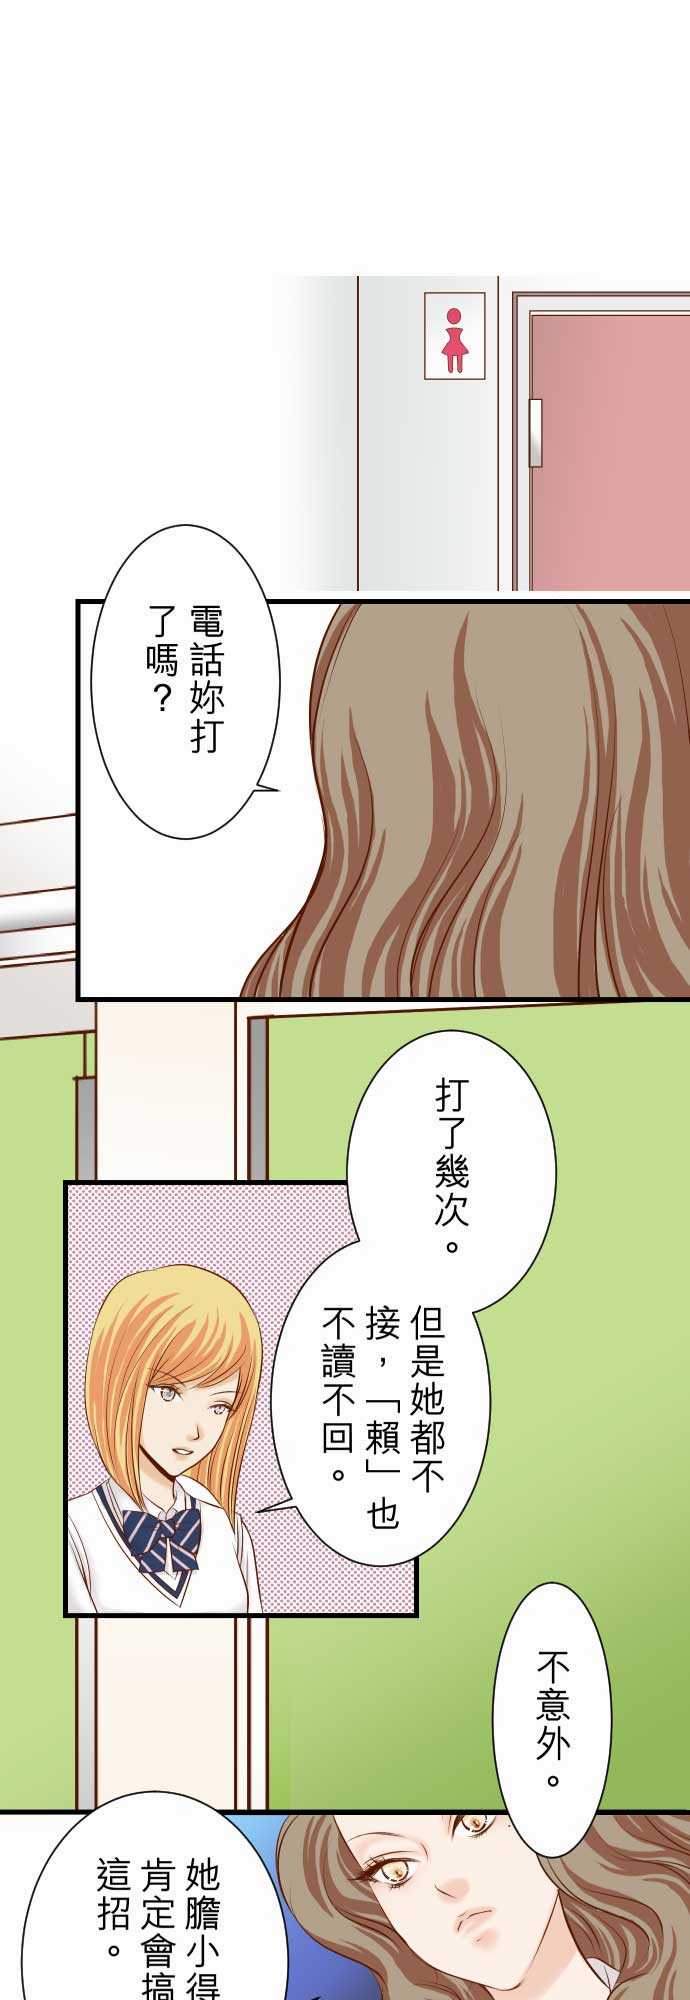 電話妳打
了嗎？
打了幾次。
但是她都不
接，「賴」也
不讀不回。
不意外。
她膽小得
肯定會搞
這招。